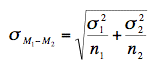 σ_{M₁−M₂} = √(σ₁²/n₁ + σ₂²/n₂)